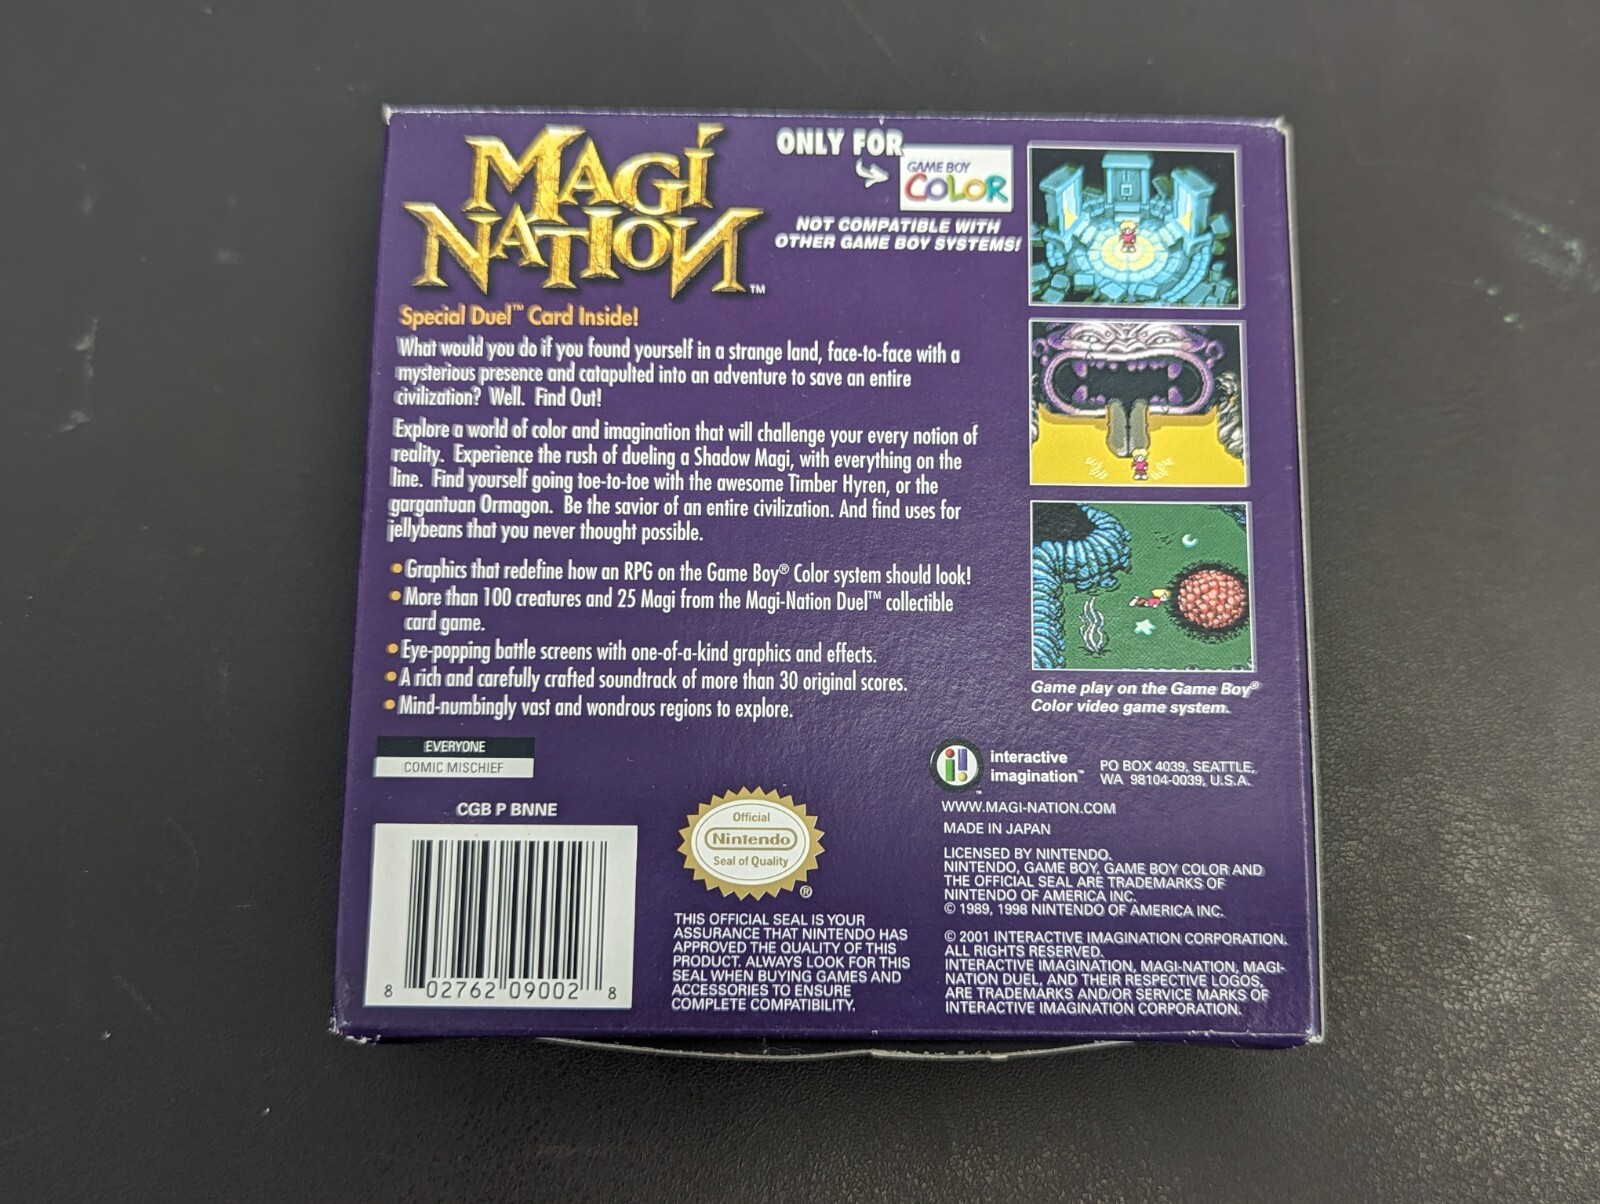 MAGI
NATION™
ONLY FOR
GAME BOY
COLOR
NOT COMPATIBLE WITH
OTHER GAME BOY SYSTEMS!
Special Duel™ Card Inside!
What would you do if you found yourself in a strange land, face-to-face with a
mysterious presence and catapulted into an adventure to save an entire
civilization? Well. Find Out!
Explore a world of color and imagination that will challenge your every notion of
reality. Experience the rush of dueling a Shadow Magi, with everything on the
line. Find yourself going toe-to-toe with the awesome Timber Hyren, or the
gargantuan Ormagon. Be the savior of an entire civilization. And find uses for
jellybeans that you never thought possible.
• Graphics that redefine how an RPG on the Game Boy® Color system should look!
• More than 100 creatures and 25 Magi from the Magi-Nation Duel™ collectible
card game.
• Eye-popping battle screens with one-of-a-kind graphics and effects.
• A rich and carefully crafted soundtrack of more than 30 original scores.
• Mind-numbingly vast and wondrous regions to explore.
Game play on the Game Boy®
Color video game system.
EVERYONE
COMIC MISCHIEF
CGB P BNNE
8 02762 09002 8
Official
Nintendo
Seal of Quality
®
THIS OFFICIAL SEAL IS YOUR
ASSURANCE THAT NINTENDO HAS
APPROVED THE QUALITY OF THIS
PRODUCT. ALWAYS LOOK FOR THIS
SEAL WHEN BUYING GAMES AND
ACCESSORIES TO ENSURE
COMPLETE COMPATIBILITY.
i!™
interactive
imagination™
PO BOX 4039, SEATTLE,
WA 98104-0039, U.S.A.
WWW.MAGI-NATION.COM
MADE IN JAPAN
LICENSED BY NINTENDO.
NINTENDO, GAME BOY, GAME BOY COLOR AND
THE OFFICIAL SEAL ARE TRADEMARKS OF
NINTENDO OF AMERICA INC.
© 1989, 1998 NINTENDO OF AMERICA INC.
© 2001 INTERACTIVE IMAGINATION CORPORATION.
ALL RIGHTS RESERVED.
INTERACTIVE IMAGINATION, MAGI-NATION, MAGI-
NATION DUEL, AND THEIR RESPECTIVE LOGOS,
ARE TRADEMARKS AND/OR SERVICE MARKS OF
INTERACTIVE IMAGINATION CORPORATION.